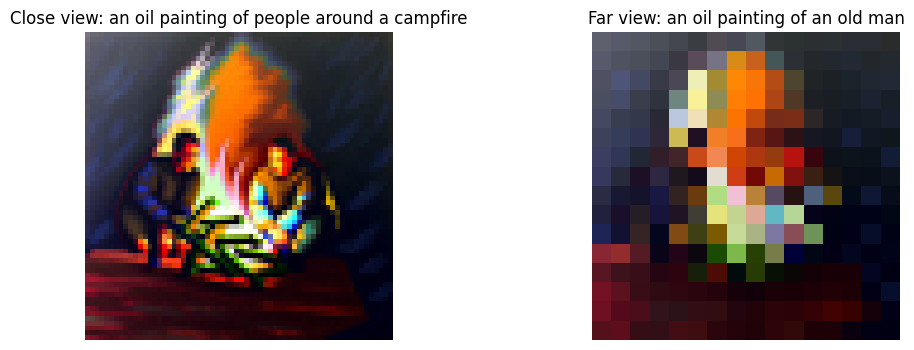 Close view: an oil painting of people around a campfire
Far view: an oil painting of an old man